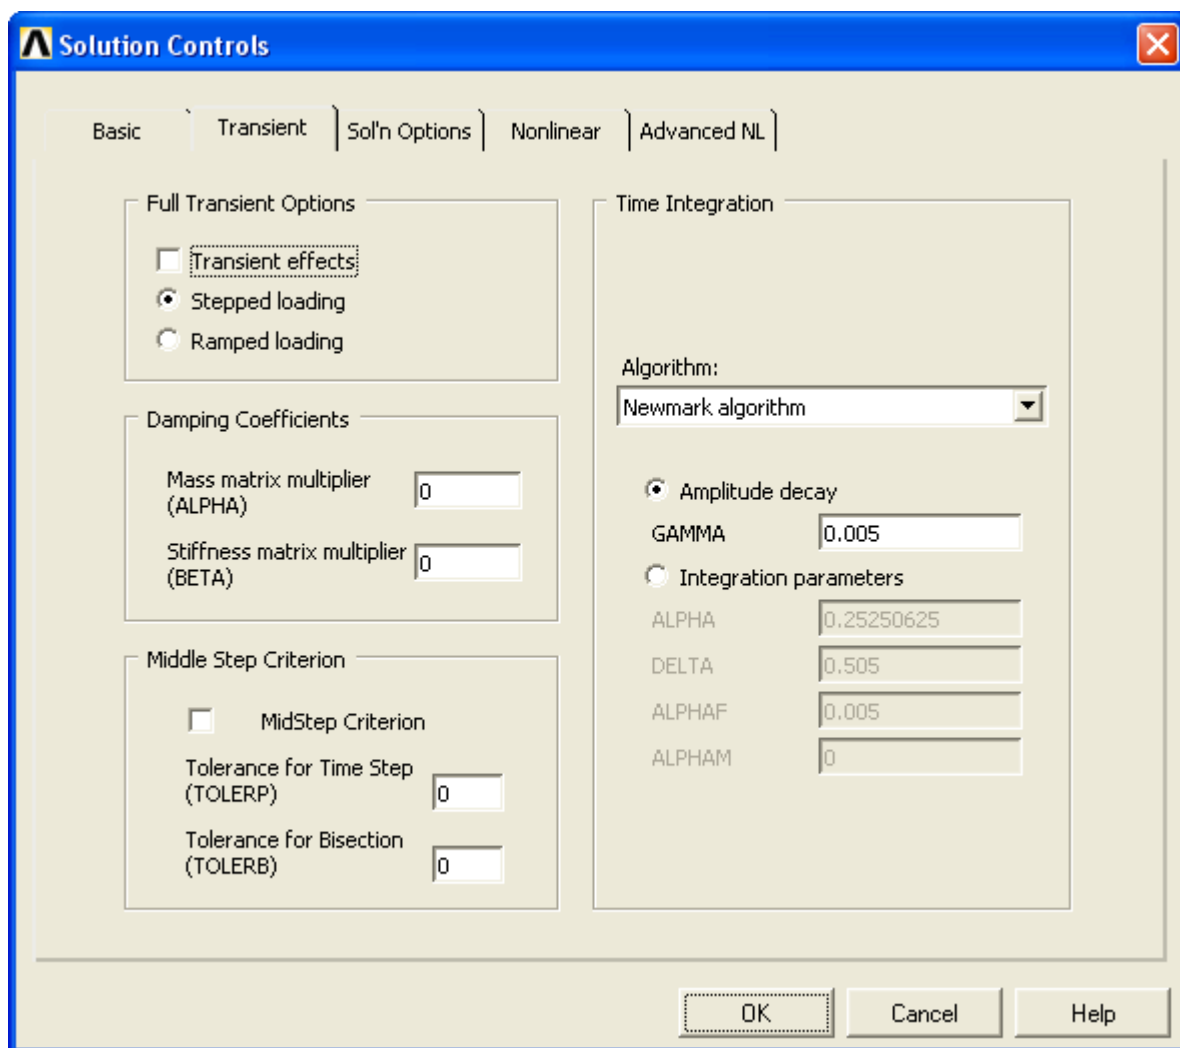 Solution Controls
Basic
Transient
Sol'n Options
Nonlinear
Advanced NL
Full Transient Options
Transient effects
Stepped loading
Ramped loading
Damping Coefficients
Mass matrix multiplier
(ALPHA)
0
Stiffness matrix multiplier
(BETA)
0
Middle Step Criterion
MidStep Criterion
Tolerance for Time Step
(TOLERP)
0
Tolerance for Bisection
(TOLERB)
0
Time Integration
Algorithm:
Newmark algorithm
Amplitude decay
GAMMA 0.005
Integration parameters
ALPHA 0.25250625
DELTA 0.505
ALPHAF 0.005
ALPHAM 0
OK
Cancel
Help